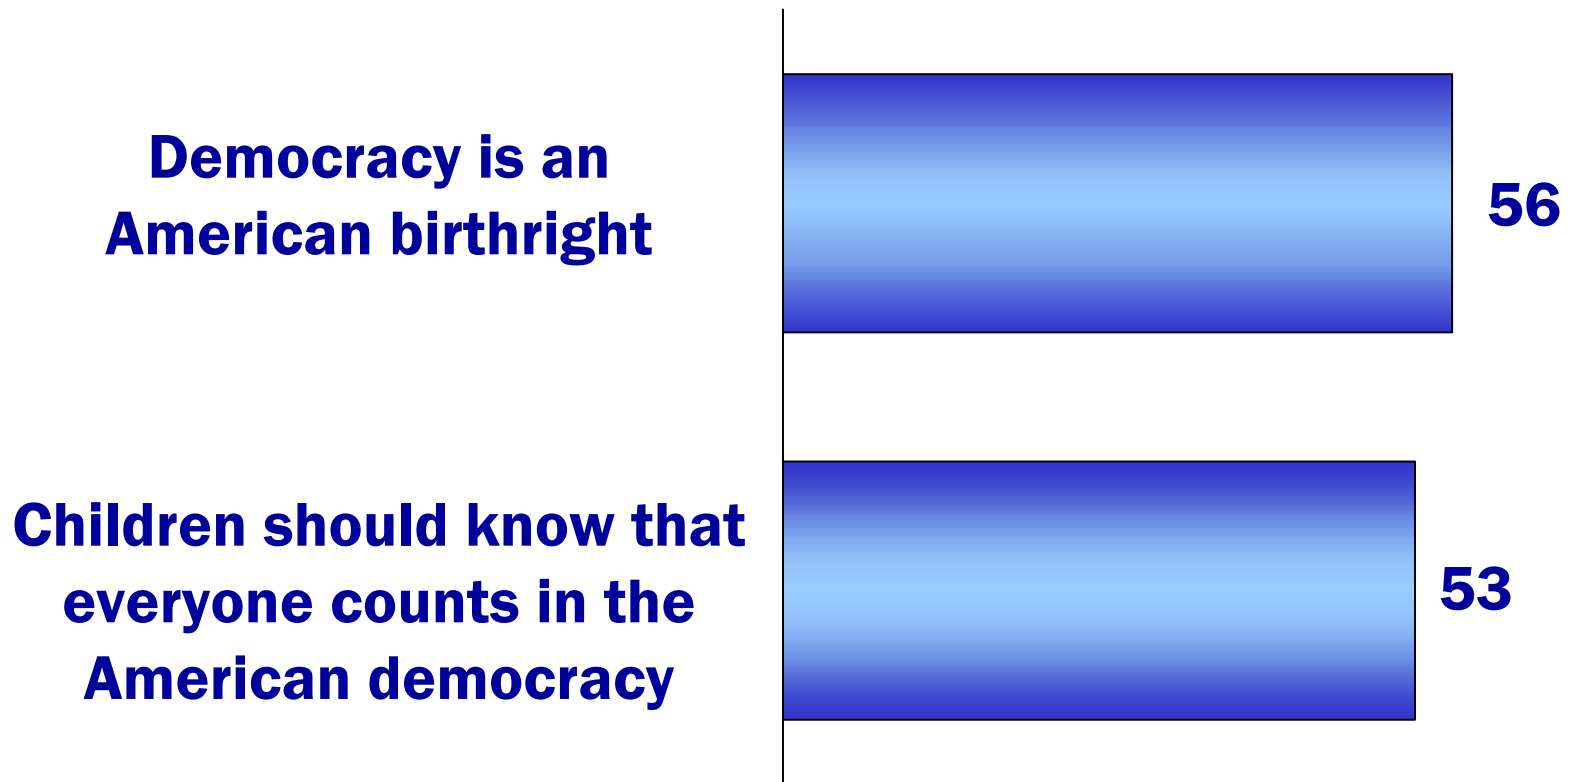 Democracy is an
American birthright
56
Children should know that
everyone counts in the
American democracy
53